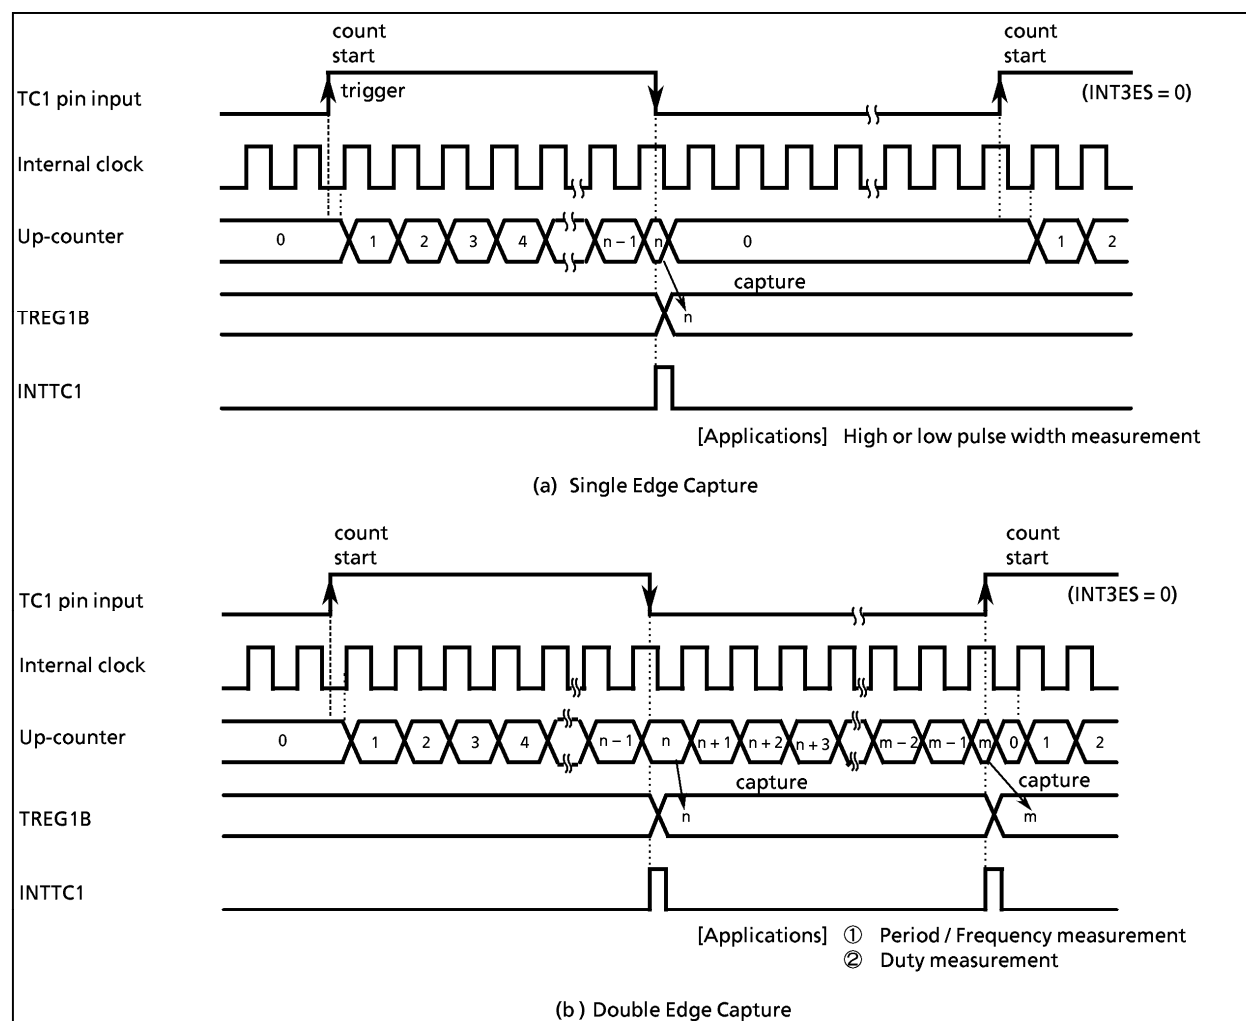 count
start
TC1 pin input
trigger
(INT3ES = 0)
count
start
Internal clock
Up-counter
0 1 2 3 4 n – 1 n 0 1 2
capture
TREG1B
n
INTTC1
[Applications] High or low pulse width measurement
(a) Single Edge Capture
count
start
count
start
TC1 pin input
(INT3ES = 0)
Internal clock
Up-counter
0 1 2 3 4 n – 1 n n + 1 n + 2 n + 3 m – 2 m – 1 m 0 1 2
capture
capture
TREG1B
n
m
INTTC1
[Applications] ① Period / Frequency measurement
② Duty measurement
(b) Double Edge Capture